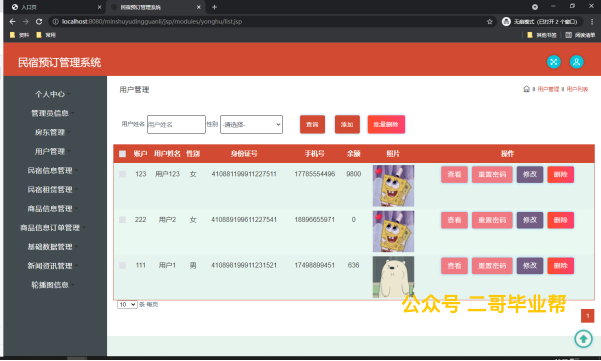 人口页
民宿预订管理系统
localhost:8080/minshuyudingguanli/jsp/modules/yonghu/list.jsp
无痕模式（已打开 2 个窗口）
资料
常用
其他书签
阅读清单
民宿预订管理系统
个人中心
管理员信息
房东管理
用户管理
民宿信息管理
民宿租赁管理
商品信息管理
商品信息订单管理
基础数据管理
新闻资讯管理
轮播图信息
用户管理
用户管理
用户列表
用户姓名
用户姓名
性别
-请选择-
查询
添加
批量删除
账户 用户姓名 性别 身份证号 手机号 余额 照片 操作
123 用户123 女 410881199911227511 17785554496 9800 查看 重置密码 修改 删除
222 用户2 女 410889199611227541 18896655971 0 查看 重置密码 修改 删除
111 用户1 男 410898199911231521 17498899451 636 查看 重置密码 修改 删除
10 条 每页
1
公众号 二哥毕业帮